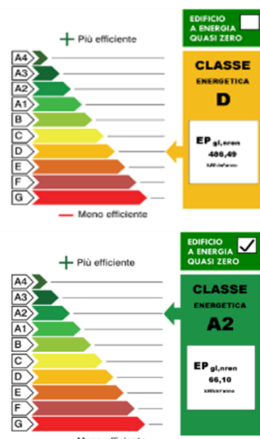 + Più efficiente
A4
A3
A2
A1
B
C
D
E
F
G
— Meno efficiente
EDIFICIO
A ENERGIA
QUASI ZERO
CLASSE
ENERGETICA
D
EP gl,nren
486,49
+ Più efficiente
A4
A3
A2
A1
B
C
D
E
F
G
EDIFICIO
A ENERGIA
QUASI ZERO
CLASSE
ENERGETICA
A2
EP gl,nren
66,10